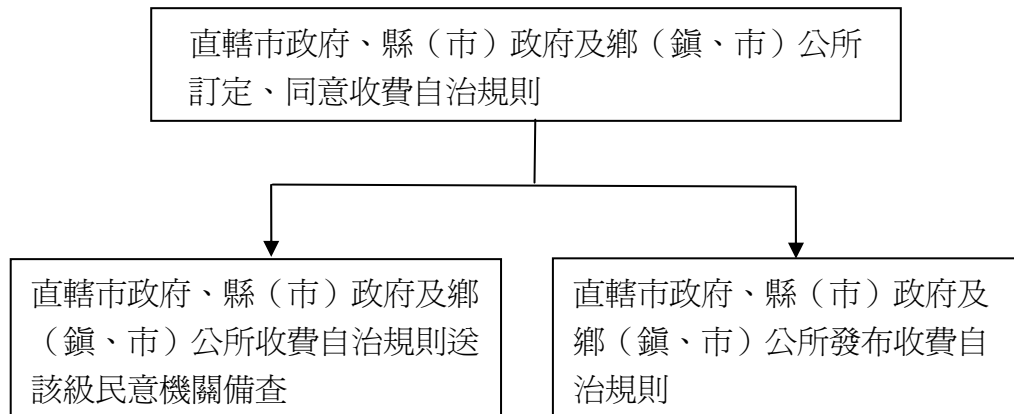 直轄市政府、縣（市）政府及鄉（鎮、市）公所
訂定、同意收費自治規則
直轄市政府、縣（市）政府及鄉
（鎮、市）公所收費自治規則送
該級民意機關備查
直轄市政府、縣（市）政府及
鄉（鎮、市）公所發布收費自
治規則